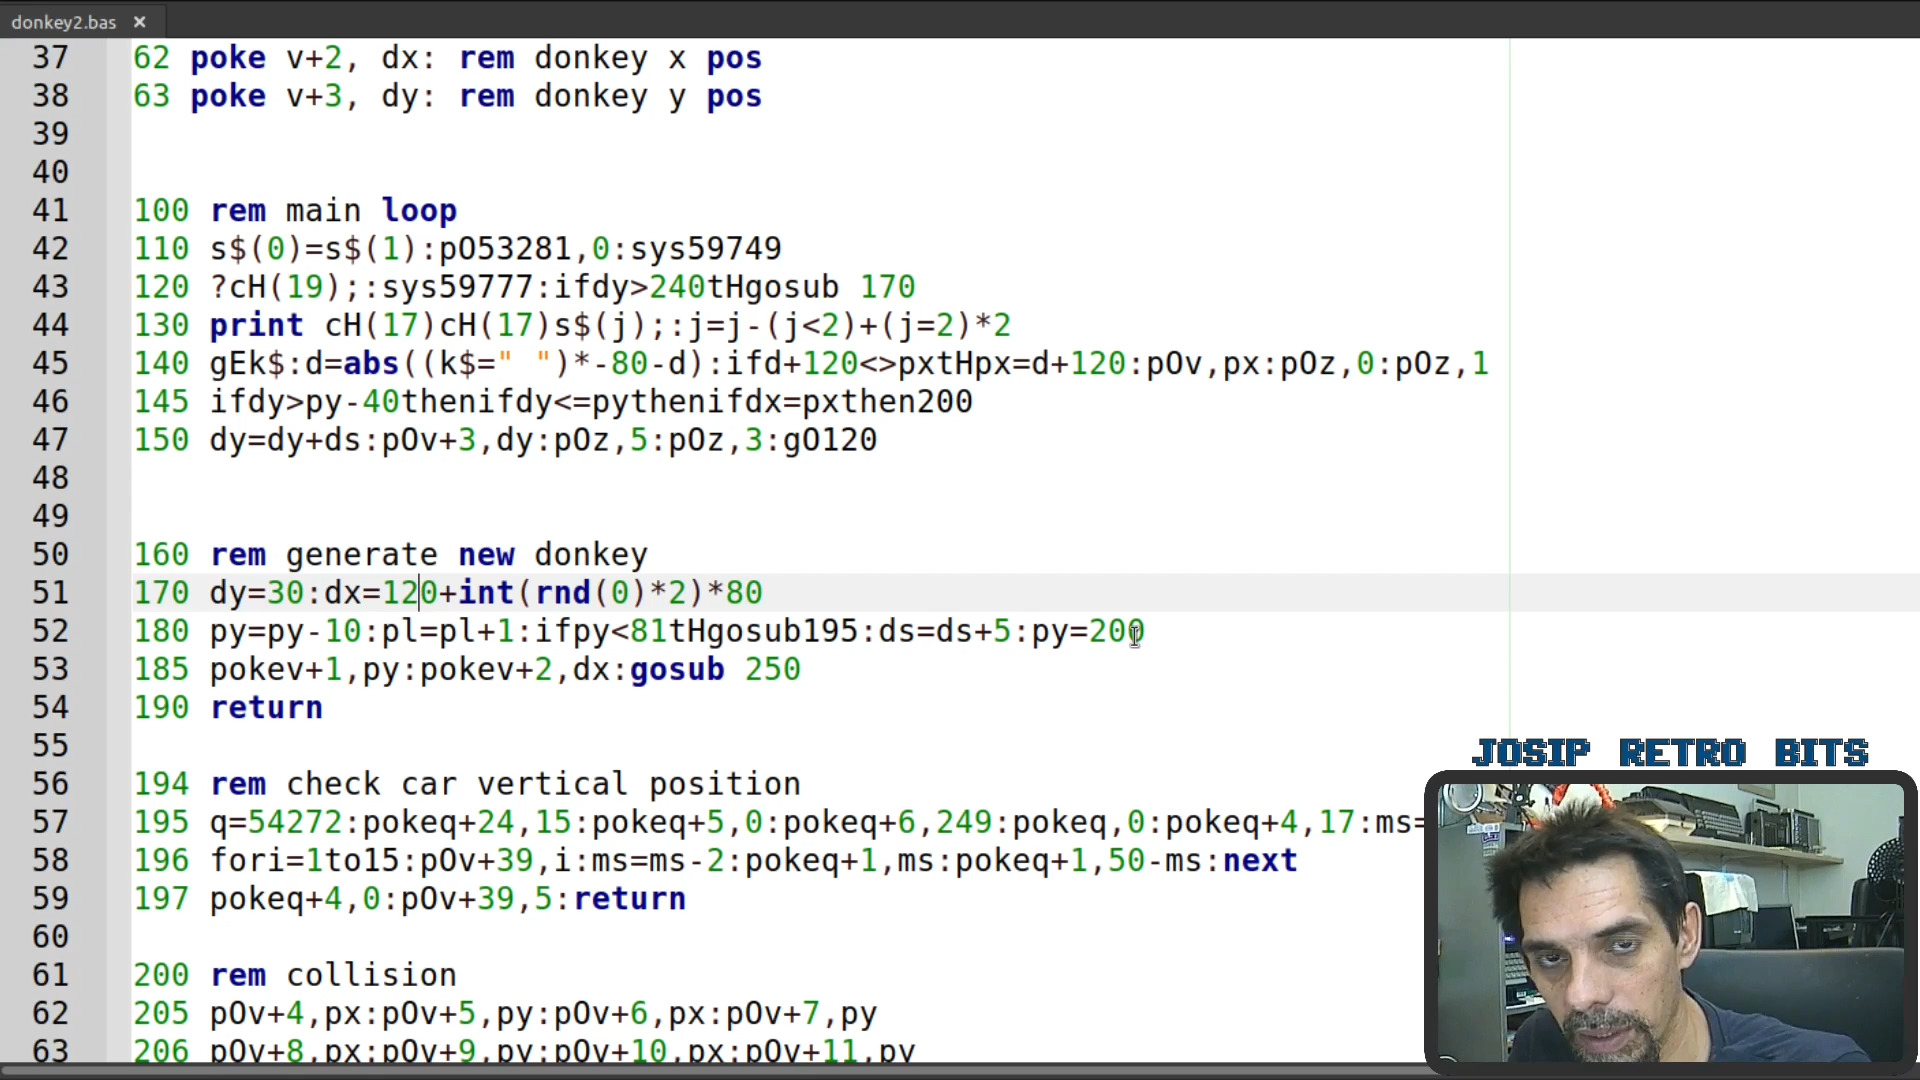 donkey2.bas ×
37 62 poke v+2, dx: rem donkey x pos
38 63 poke v+3, dy: rem donkey y pos
39
40
41 100 rem main loop
42 110 s$(0)=s$(1):pO53281,0:sys59749
43 120 ?cH(19);:sys59777:ifdy>240tHgosub 170
44 130 print cH(17)cH(17)s$(j);:j=j-(j<2)+(j=2)*2
45 140 gEk$:d=abs((k$=" ")*-80-d):ifd+120<>pxtHpx=d+120:pOv,px:pOz,0:pOz,1
46 145 ifdy>py-40thenifdy<=pythenifdx=pxthen200
47 150 dy=dy+ds:pOv+3,dy:pOz,5:pOz,3:gO120
48
49
50 160 rem generate new donkey
51 170 dy=30:dx=120+int(rnd(0)*2)*80
52 180 py=py-10:pl=pl+1:ifpy<81tHgosub195:ds=ds+5:py=200
53 185 pokev+1,py:pokev+2,dx:gosub 250
54 190 return
55
56 194 rem check car vertical position
57 195 q=54272:pokeq+24,15:pokeq+5,0:pokeq+6,249:pokeq,0:pokeq+4,17:ms=
58 196 fori=1to15:pOv+39,i:ms=ms-2:pokeq+1,ms:pokeq+1,50-ms:next
59 197 pokeq+4,0:pOv+39,5:return
60
61 200 rem collision
62 205 pOv+4,px:pOv+5,py:pOv+6,px:pOv+7,py
63 206 pOv+8,px:pOv+9,py:pOv+10,px:pOv+11,py
JOSIP RETRO BITS